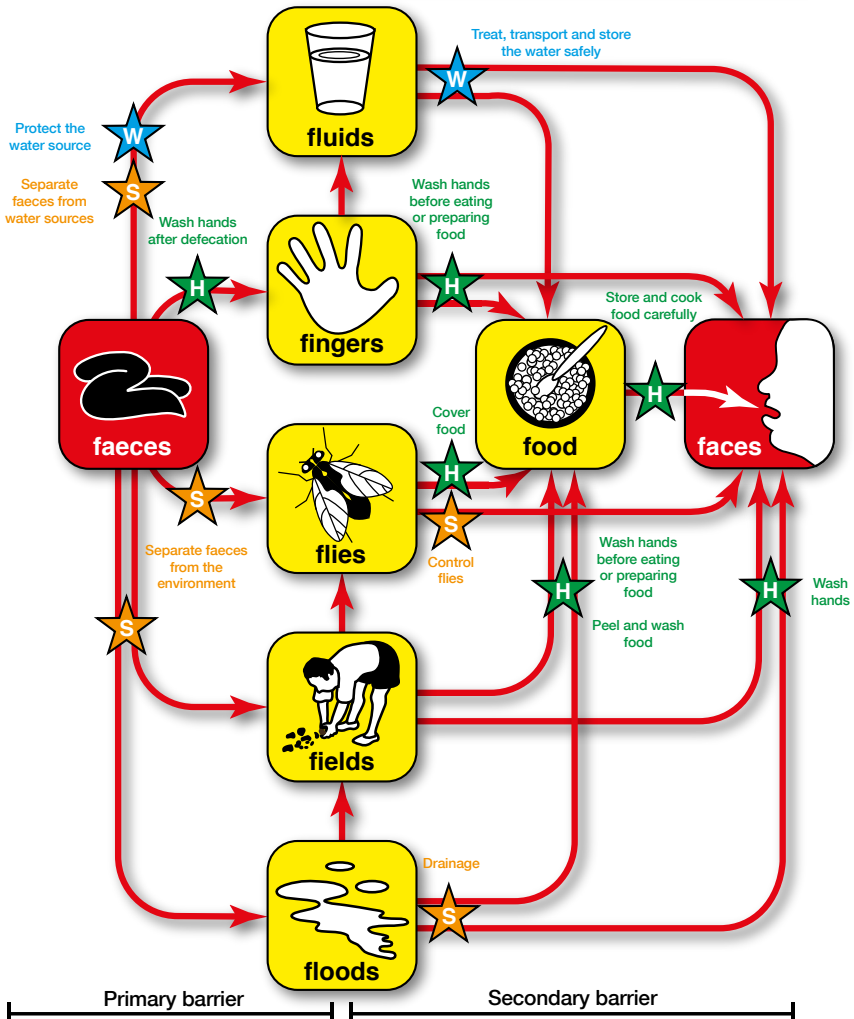 Treat, transport and store
the water safely
W
fluids
Protect the
water source
W
Separate
faeces from
water sources
S
Wash hands
after defecation
H
Wash hands
before eating
or preparing
food
H
fingers
Store and cook
food carefully
H
faeces
food
faces
Cover
food
H
S
Control
flies
S
Separate faeces
from the
environment
flies
S
Wash hands
before eating
or preparing
food
H
Peel and wash
food
H
Wash
hands
fields
Drainage
S
floods
Primary barrier
Secondary barrier